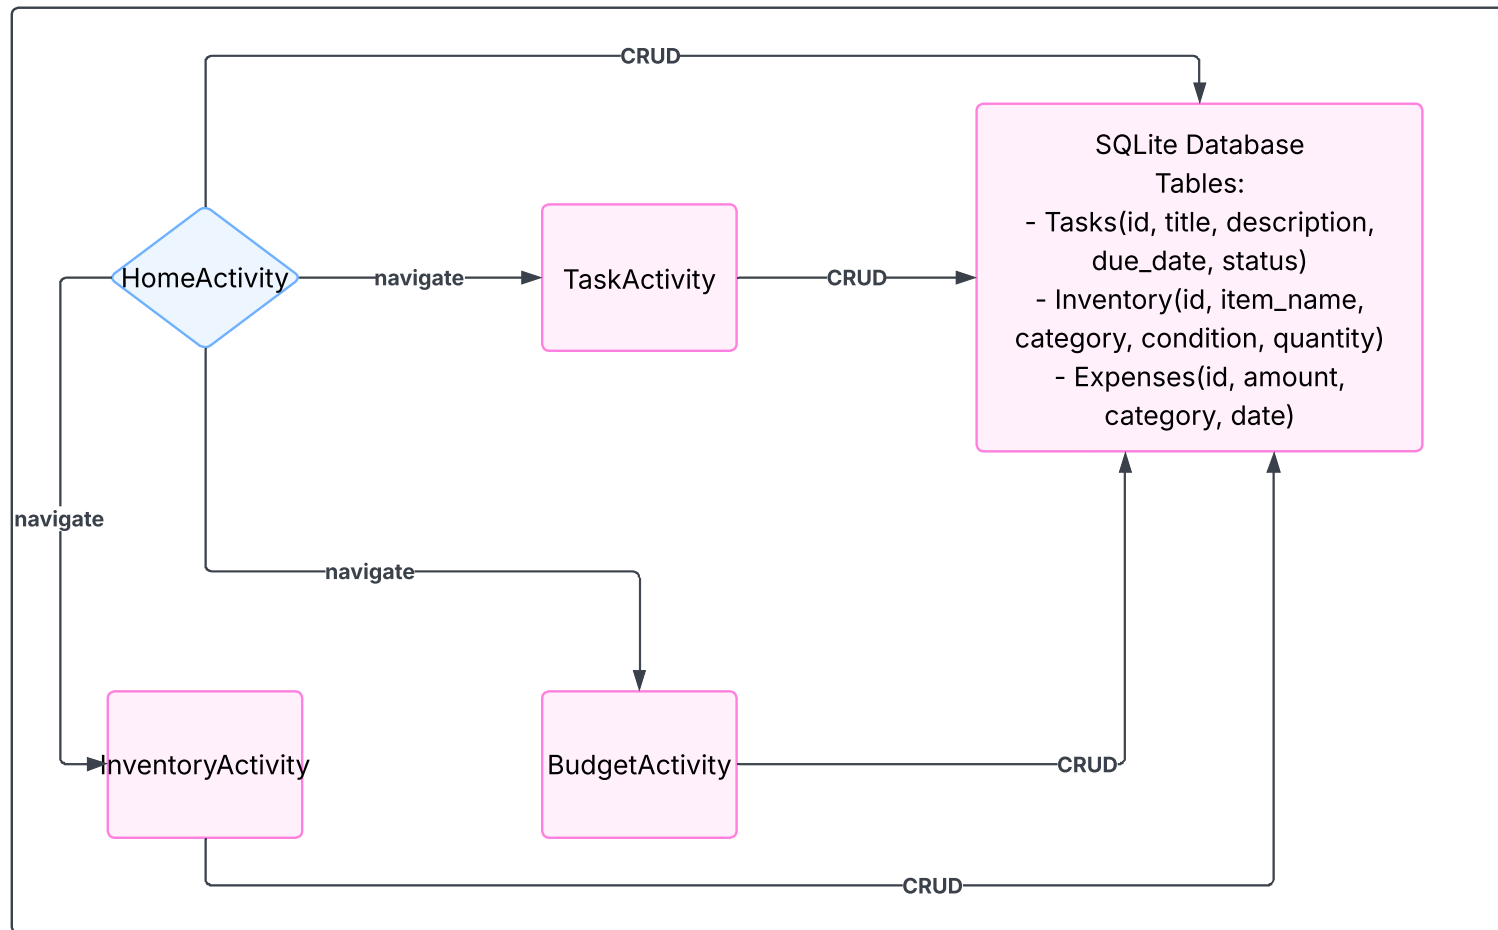 CRUD
SQLite Database
Tables:
- Tasks(id, title, description,
due_date, status)
- Inventory(id, item_name,
category, condition, quantity)
- Expenses(id, amount,
category, date)
HomeActivity
navigate
TaskActivity
CRUD
navigate
navigate
InventoryActivity
BudgetActivity
CRUD
CRUD